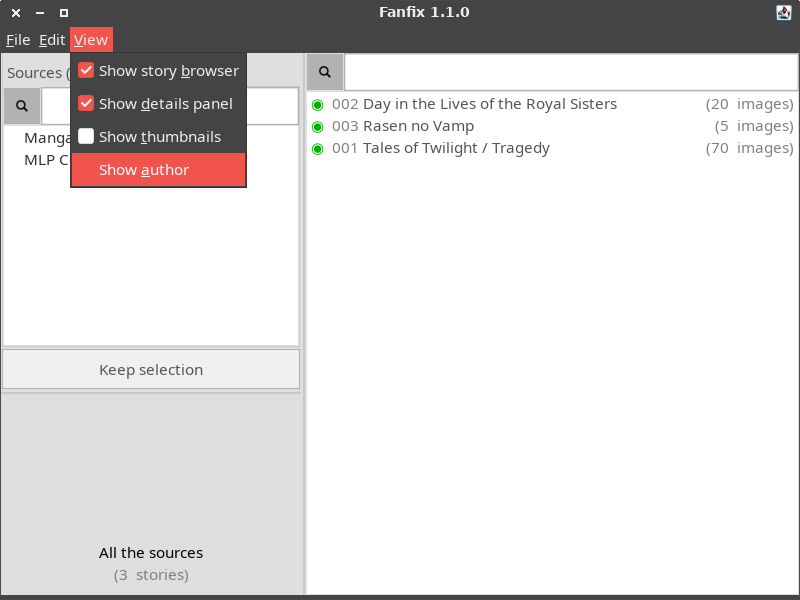 Fanfix 1.1.0
File Edit View
Sources (
Show story browser
Show details panel
Show thumbnails
Show author
Manga
MLP C
Keep selection
All the sources
(3 stories)
002 Day in the Lives of the Royal Sisters (20 images)
003 Rasen no Vamp (5 images)
001 Tales of Twilight / Tragedy (70 images)